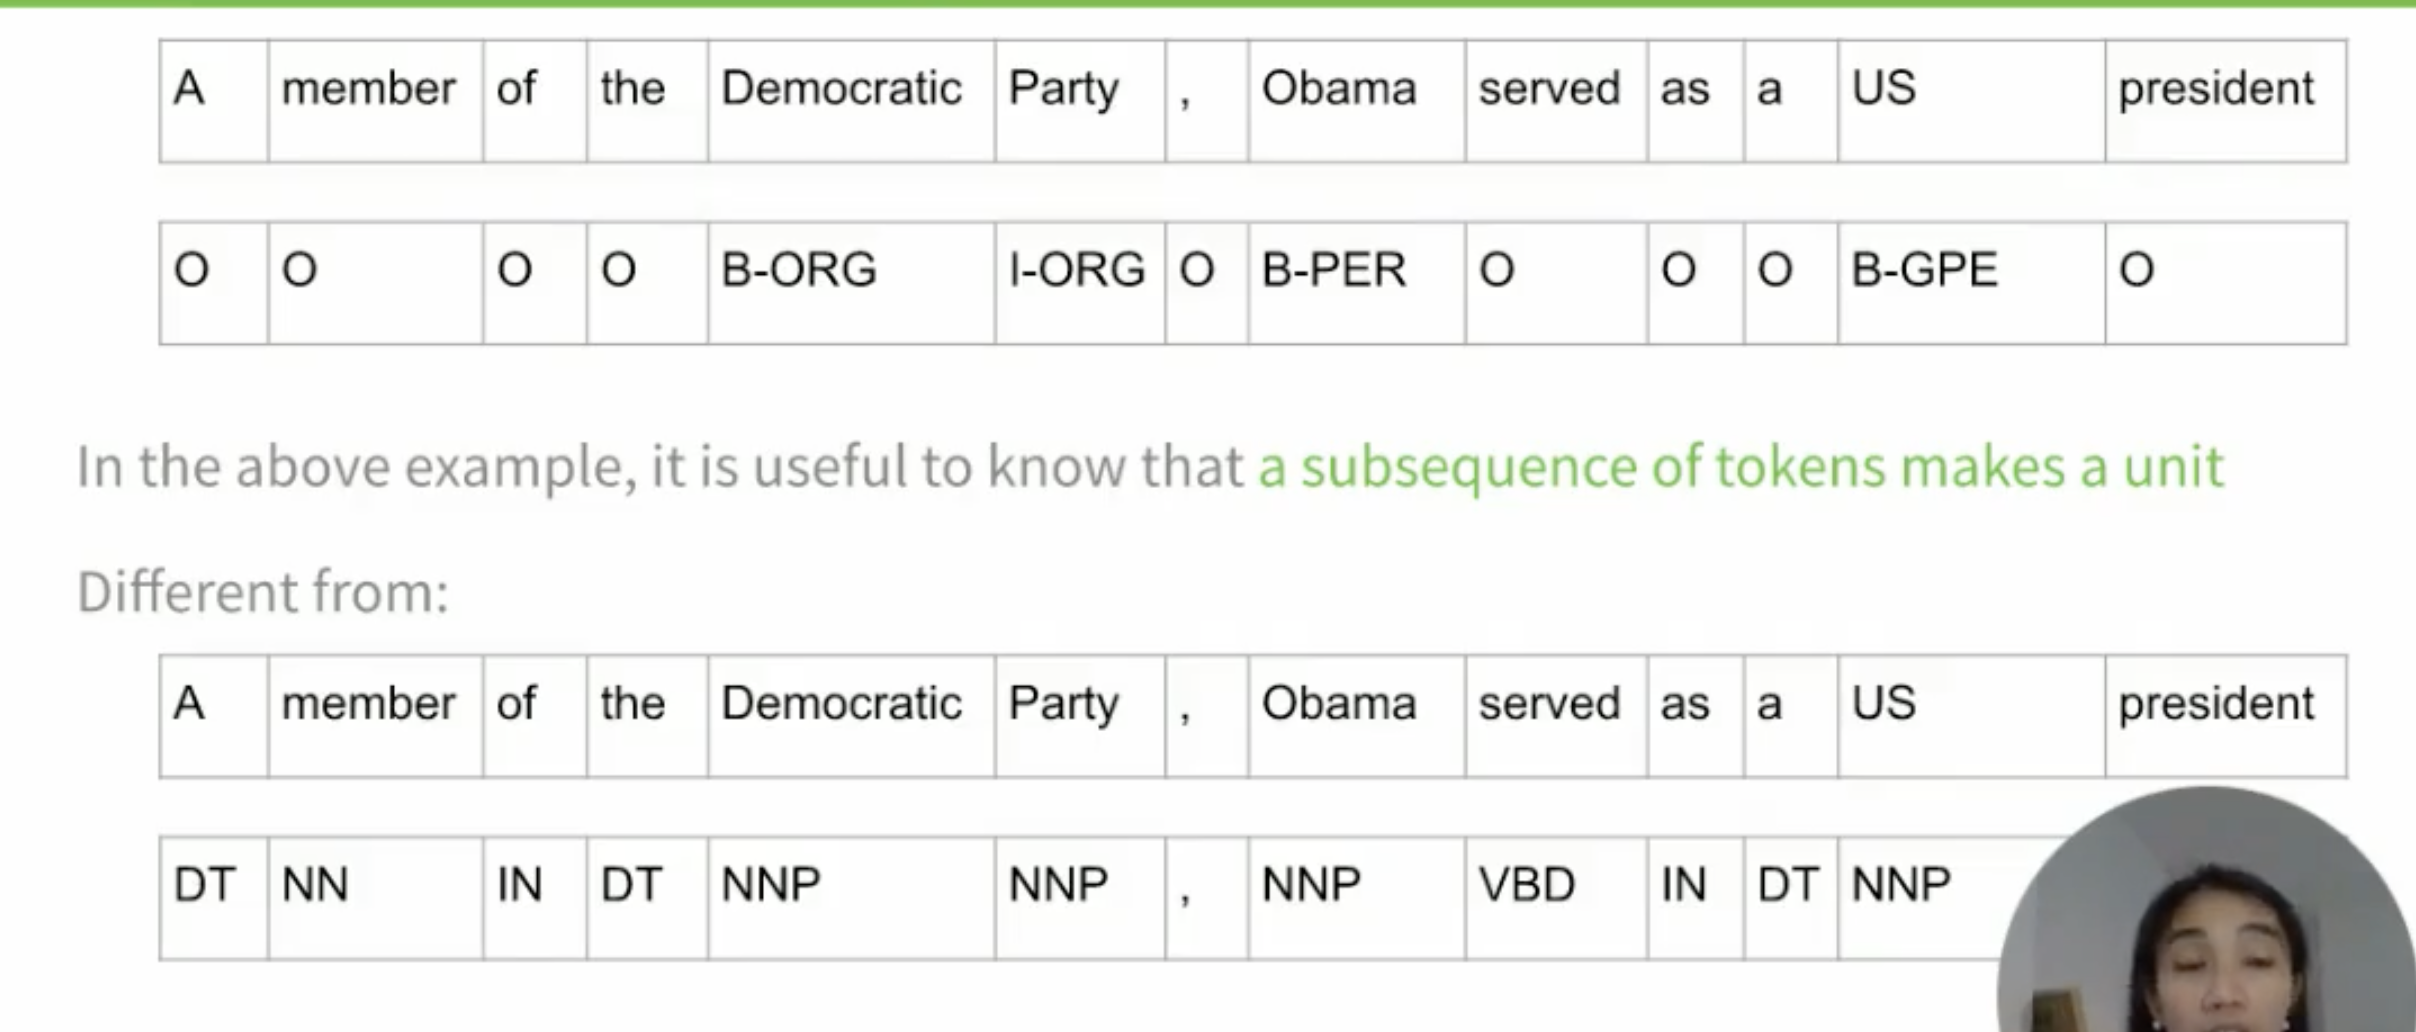 A member of the Democratic Party , Obama served as a US president
O O O O B-ORG I-ORG O B-PER O O O B-GPE O
In the above example, it is useful to know that a subsequence of tokens makes a unit
Different from:
A member of the Democratic Party , Obama served as a US president
DT NN IN DT NNP NNP , NNP VBD IN DT NNP